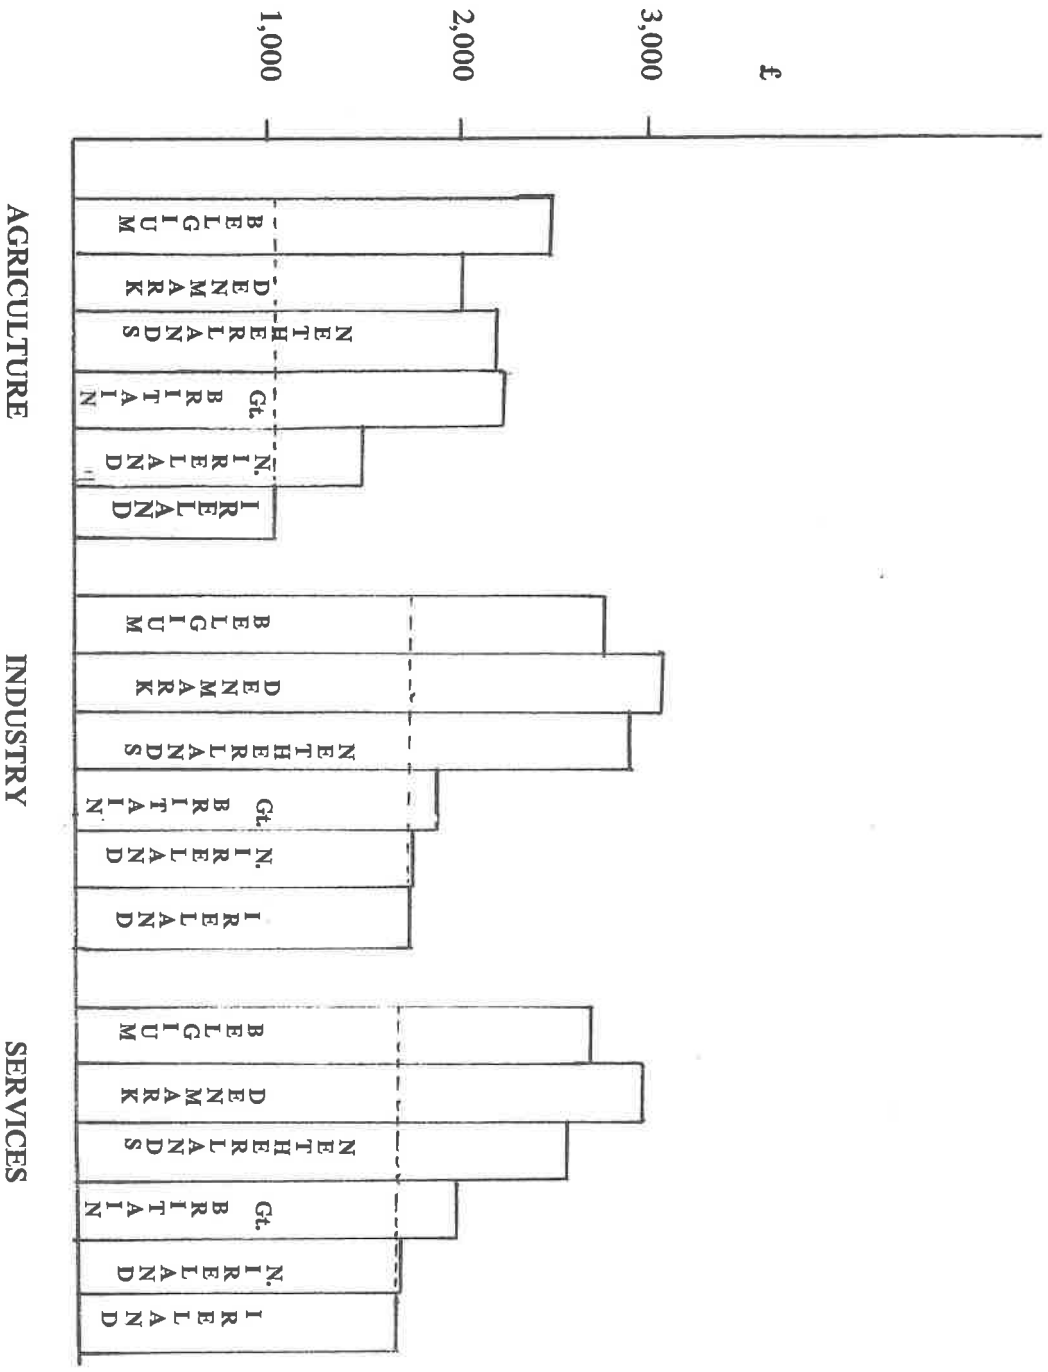 £
3,000
2,000
1,000
BELGIUM
DENMARK
NETHERLANDS
Gt. BRITAIN
N. IRELAND
IRELAND
AGRICULTURE
BELGIUM
DENMARK
NETHERLANDS
Gt. BRITAIN
N. IRELAND
IRELAND
INDUSTRY
BELGIUM
DENMARK
NETHERLANDS
Gt. BRITAIN
N. IRELAND
IRELAND
SERVICES